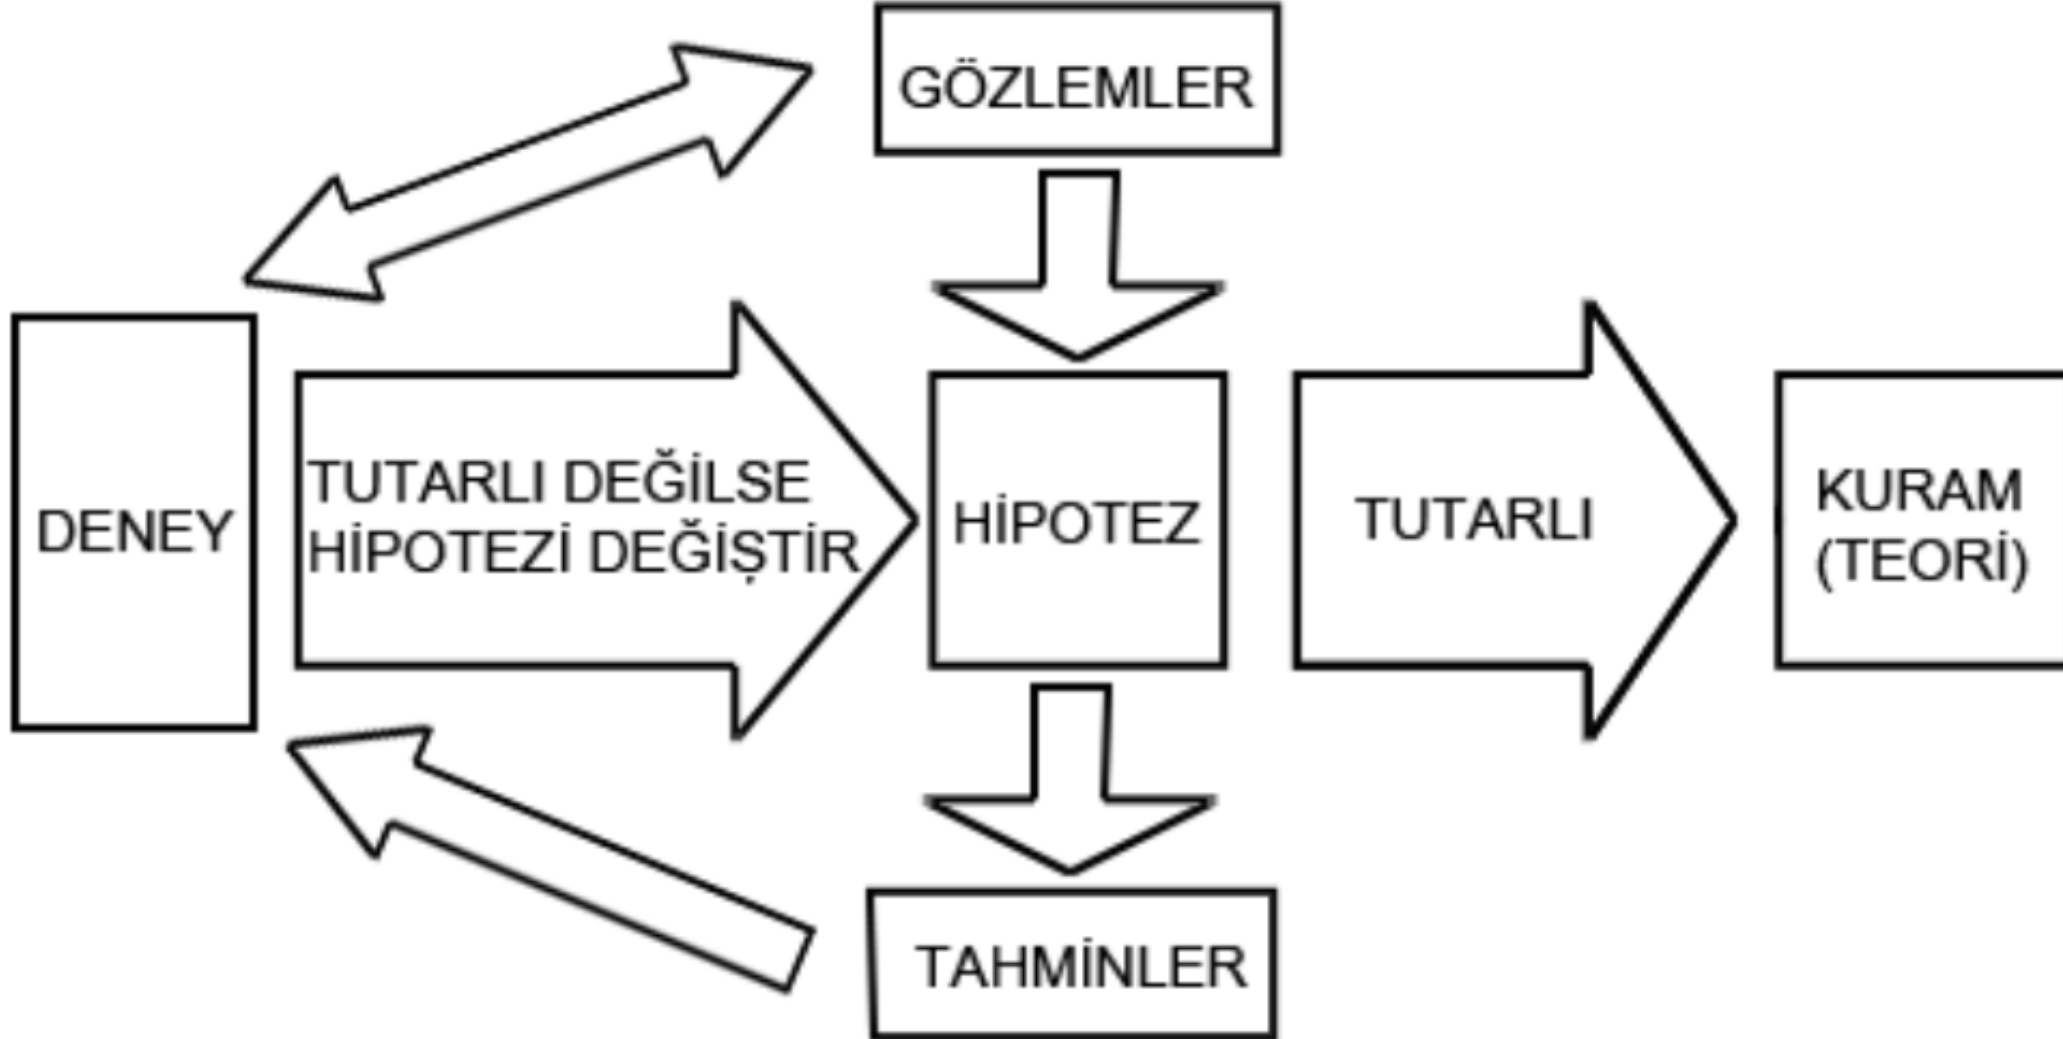 GÖZLEMLER
DENEY
TUTARLI DEĞİLSE
HİPOTEZİ DEĞİŞTİR
HİPOTEZ
TUTARLI
KURAM
(TEORİ)
TAHMİNLER